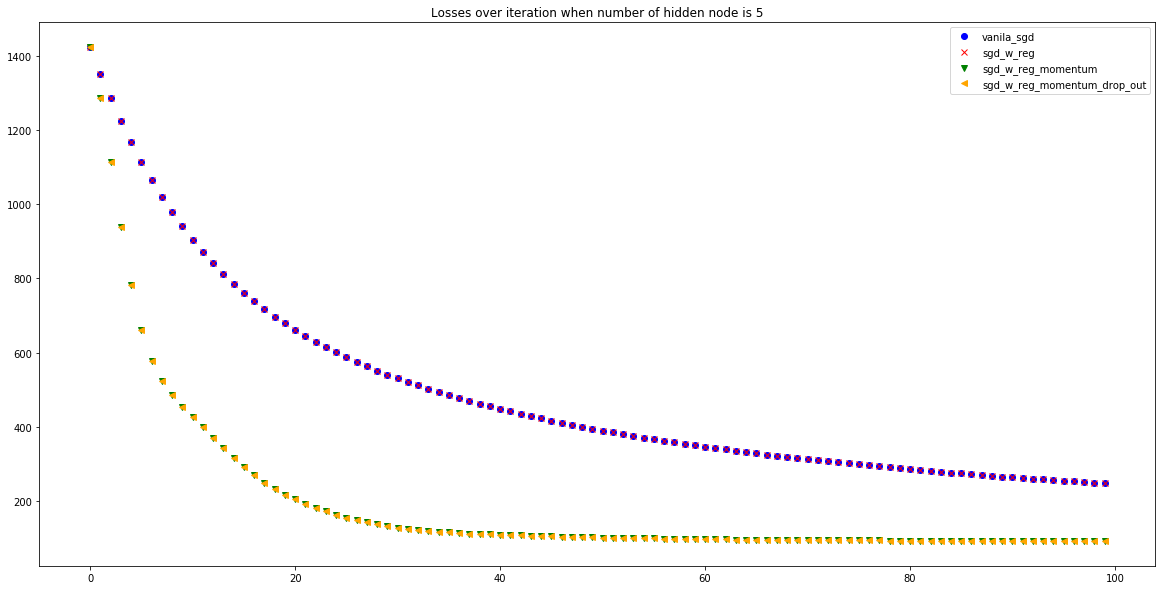 Losses over iteration when number of hidden node is 5
vanila_sgd
sgd_w_reg
sgd_w_reg_momentum
sgd_w_reg_momentum_drop_out
1400
1200
1000
800
600
400
200
0 20 40 60 80 100